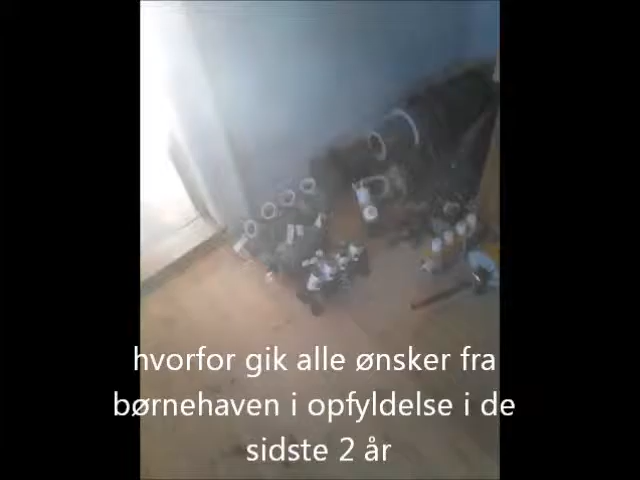 hvorfor gik alle ønsker fra
børnehaven i opfyldelse i de
sidste 2 år